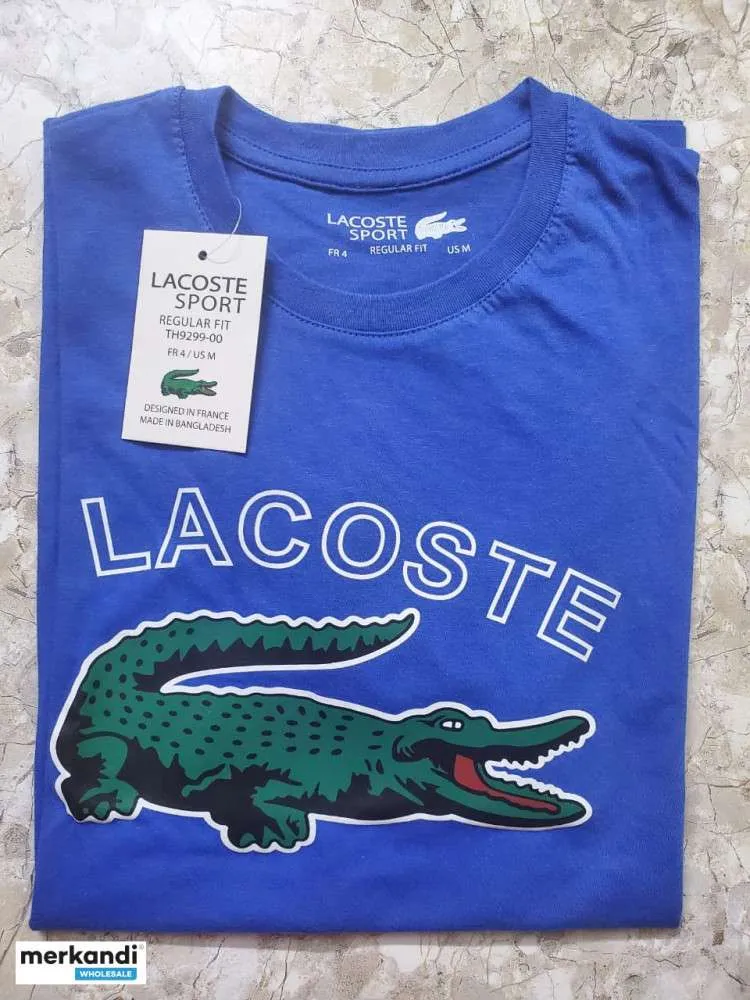 LACOSTE
SPORT
FR 4 REGULAR FIT US M
LACOSTE
SPORT
REGULAR FIT
TH9299-00
FR 4 / US M
DESIGNED IN FRANCE
MADE IN BANGLADESH
LACOSTE
merkandi
WHOLESALE